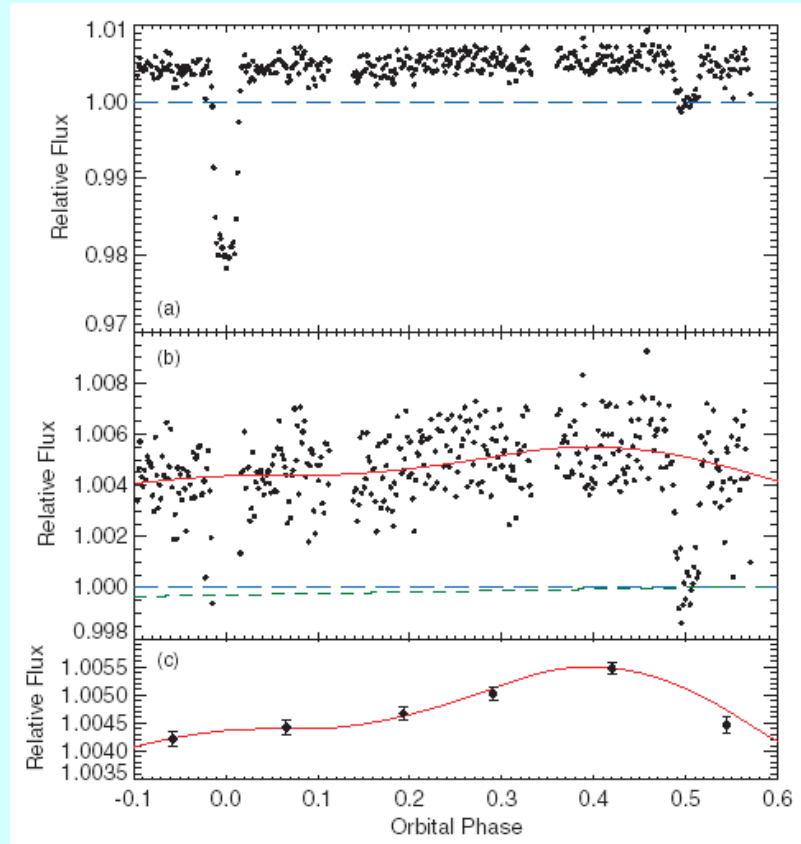 1.01
1.00
0.99
0.98
0.97
Relative Flux
(a)
1.008
1.006
1.004
1.002
1.000
0.998
Relative Flux
(b)
1.0055
1.0050
1.0045
1.0040
1.0035
Relative Flux
(c)
-0.1 0.0 0.1 0.2 0.3 0.4 0.5 0.6
Orbital Phase